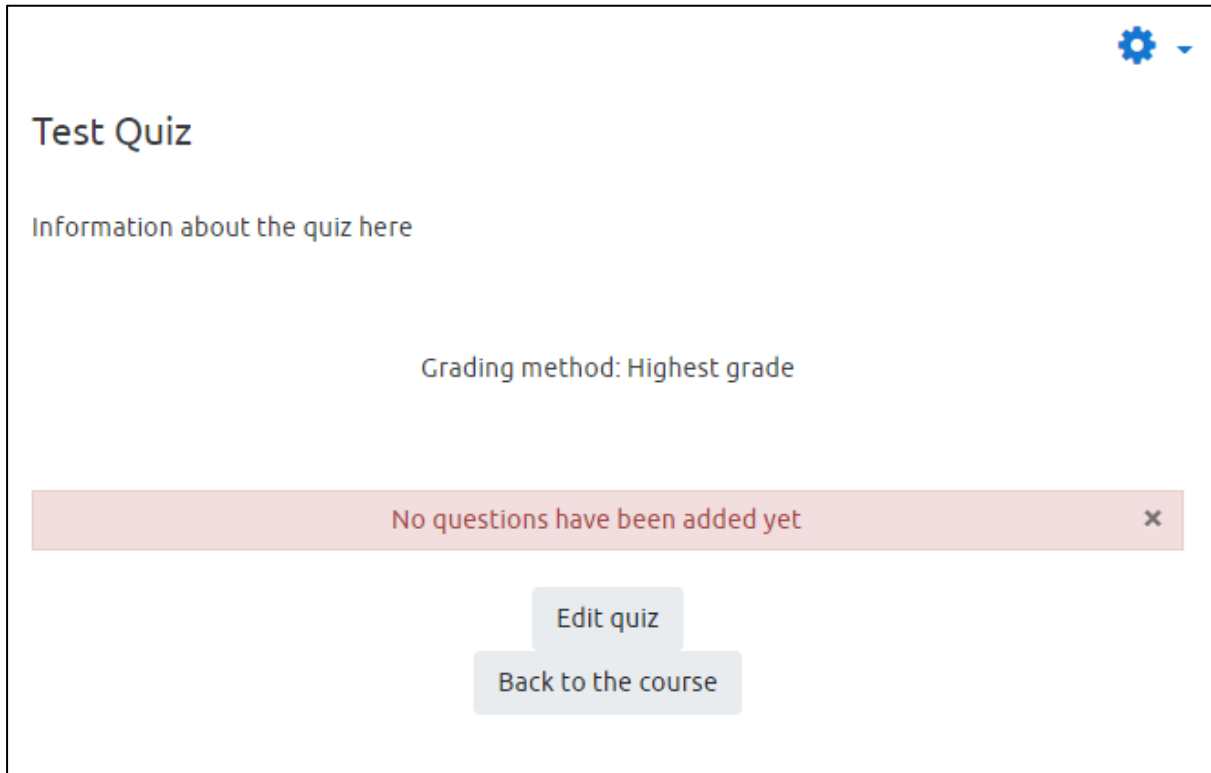 Test Quiz
Information about the quiz here
Grading method: Highest grade
No questions have been added yet
Edit quiz
Back to the course